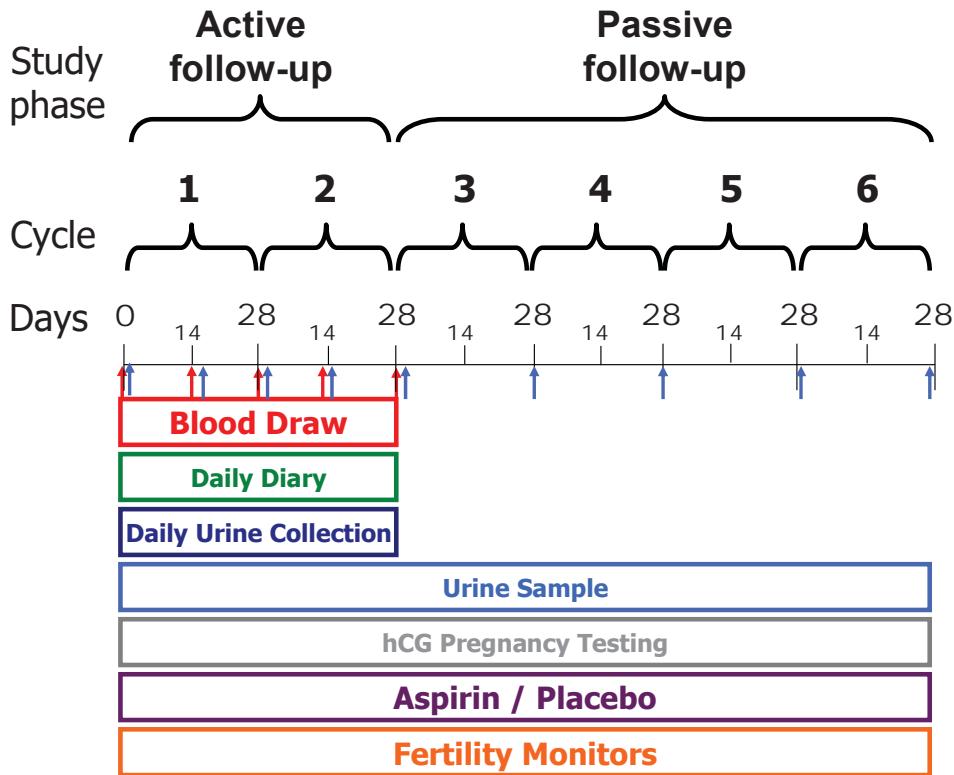 Active Passive
Study follow-up follow-up
phase
1 2 3 4 5 6
Cycle
Days 0 14 28 14 28 14 28 14 28 14 28 14 28
Blood Draw
Daily Diary
Daily Urine Collection
Urine Sample
hCG Pregnancy Testing
Aspirin / Placebo
Fertility Monitors